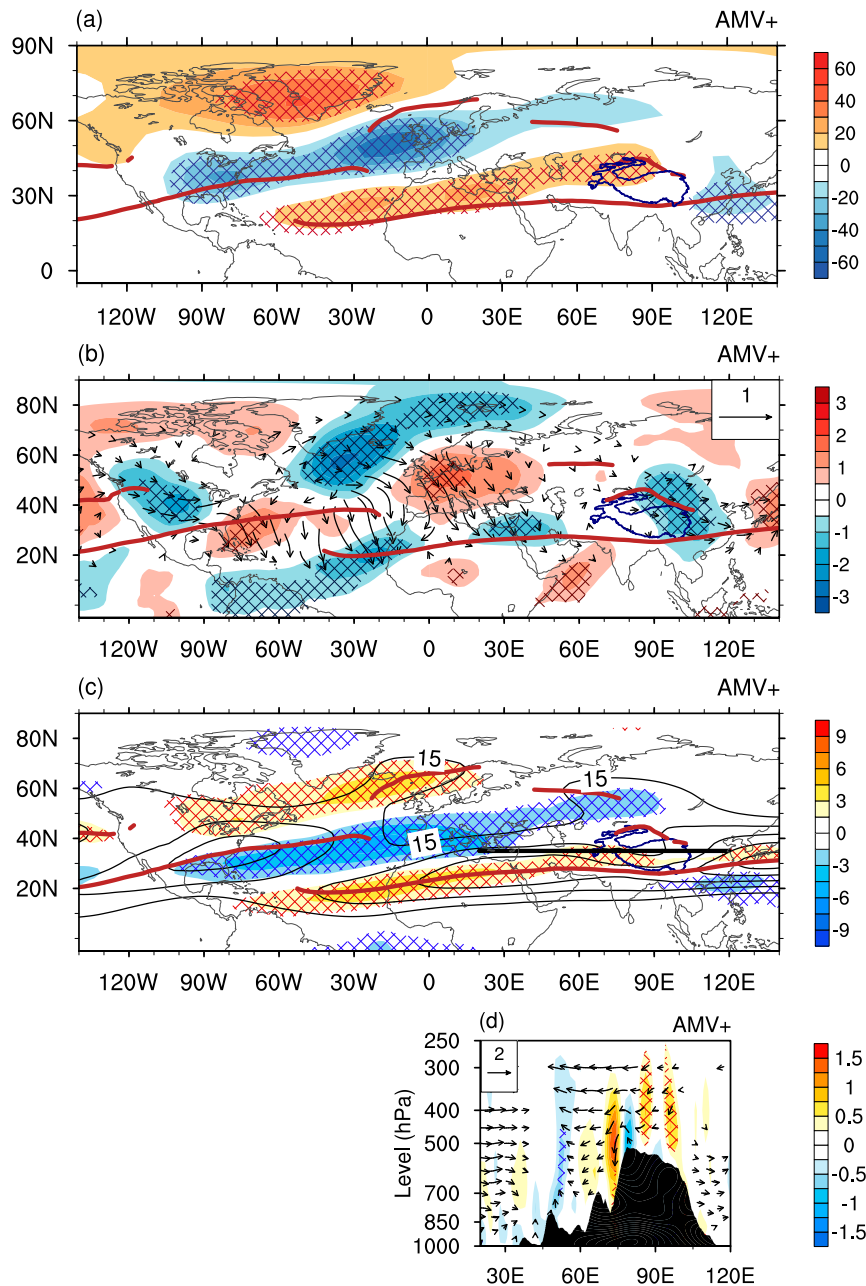 (a) AMV+
90N
60N
30N
0
120W 90W 60W 30W 0 30E 60E 90E 120E
60
40
20
10
0
-10
-20
-40
-60
(b) AMV+
1
80N
60N
40N
20N
120W 90W 60W 30W 0 30E 60E 90E 120E
3
2
1
0
-1
-2
-3
(c) AMV+
15
15
15
80N
60N
40N
20N
120W 90W 60W 30W 0 30E 60E 90E 120E
9
6
3
0
-3
-6
-9
(d) AMV+
2
Level (hPa)
250
300
400
500
700
850
1000
30E 60E 90E 120E
1.5
1
0.5
0
-0.5
-1
-1.5